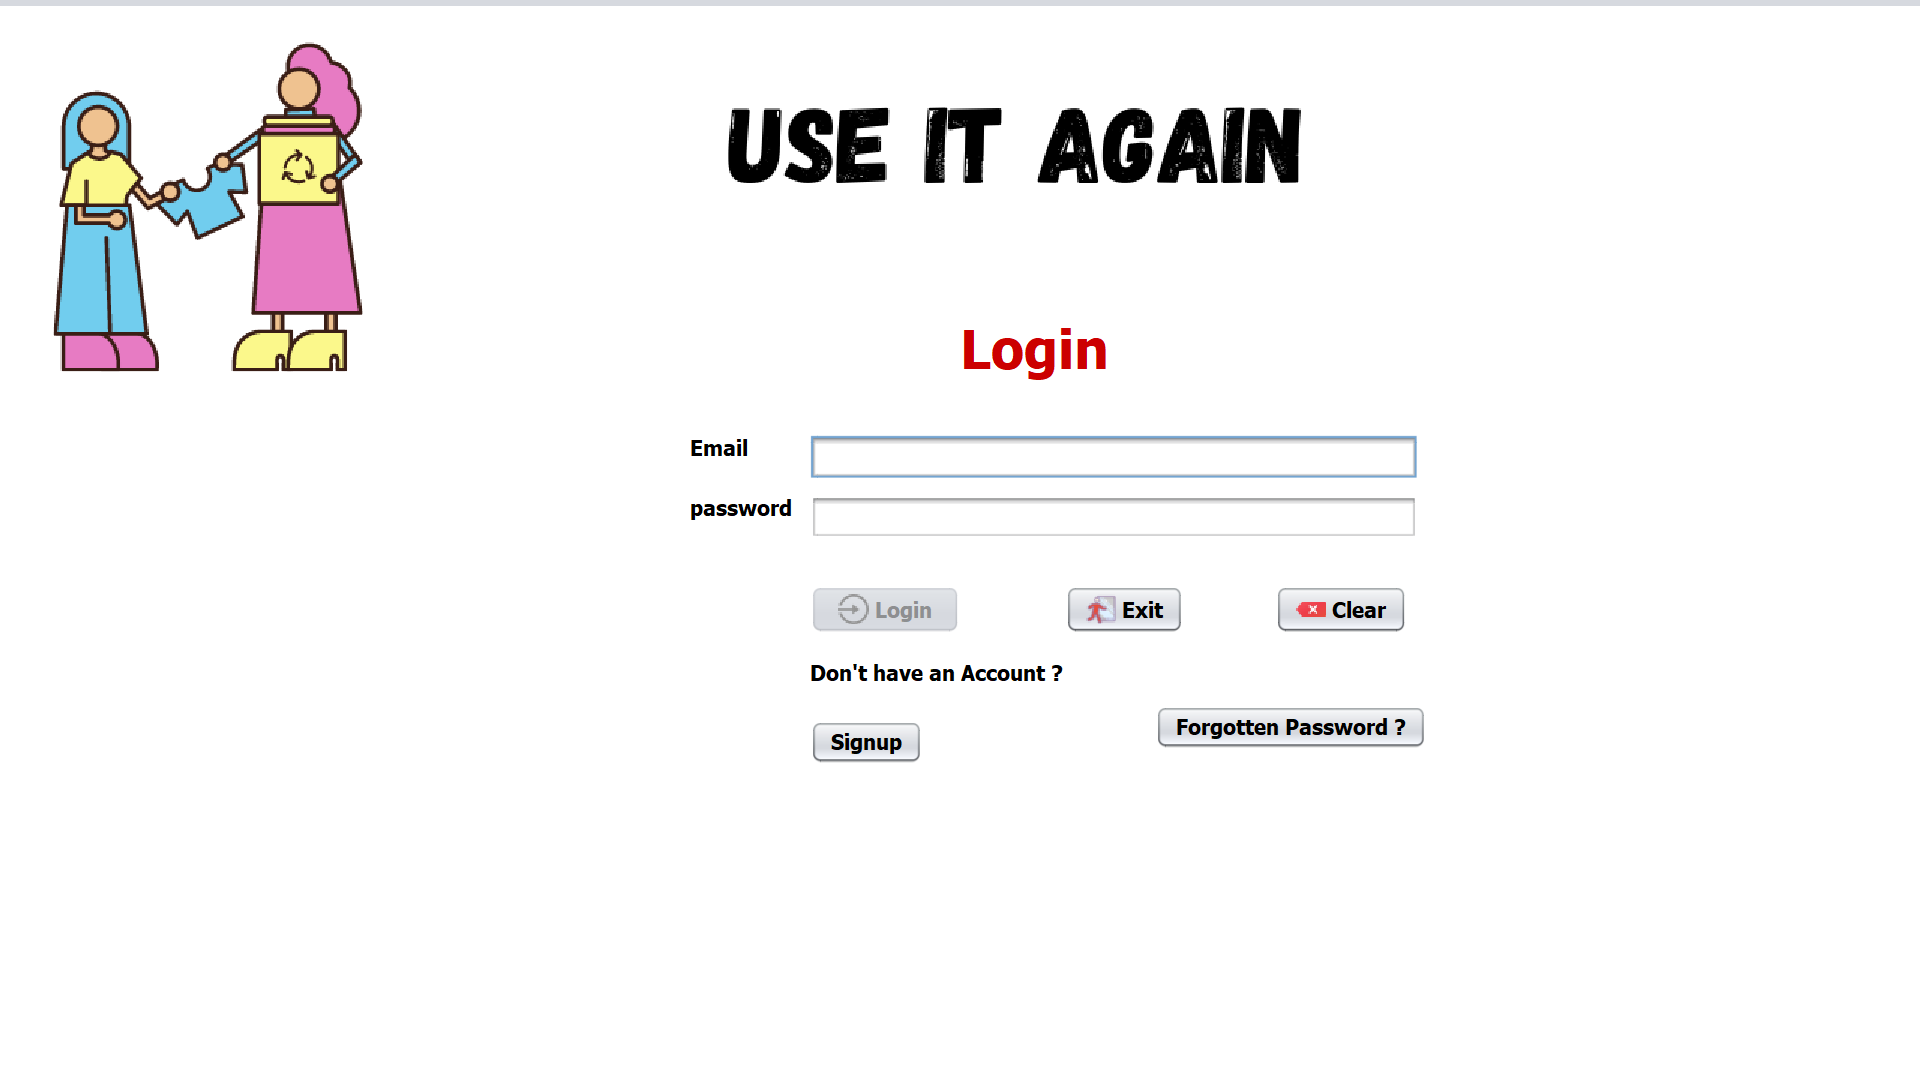 USE IT AGAIN
Login
Email
password
Login Exit Clear
Don't have an Account ?
Forgotten Password ?
Signup